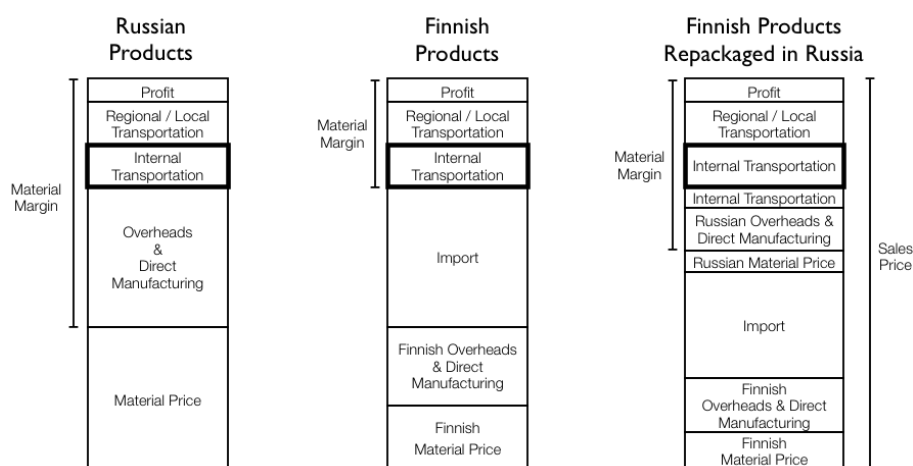 Russian
Products
Material
Margin
Profit
Regional / Local
Transportation
Internal
Transportation
Overheads
&
Direct
Manufacturing
Material Price
Finnish
Products
Material
Margin
Profit
Regional / Local
Transportation
Internal
Transportation
Import
Finnish Overheads
& Direct
Manufacturing
Finnish
Material Price
Finnish Products
Repackaged in Russia
Material
Margin
Profit
Regional / Local
Transportation
Internal Transportation
Internal Transportation
Russian Overheads &
Direct Manufacturing
Russian Material Price
Import
Finnish
Overheads & Direct
Manufacturing
Finnish
Material Price
Sales
Price